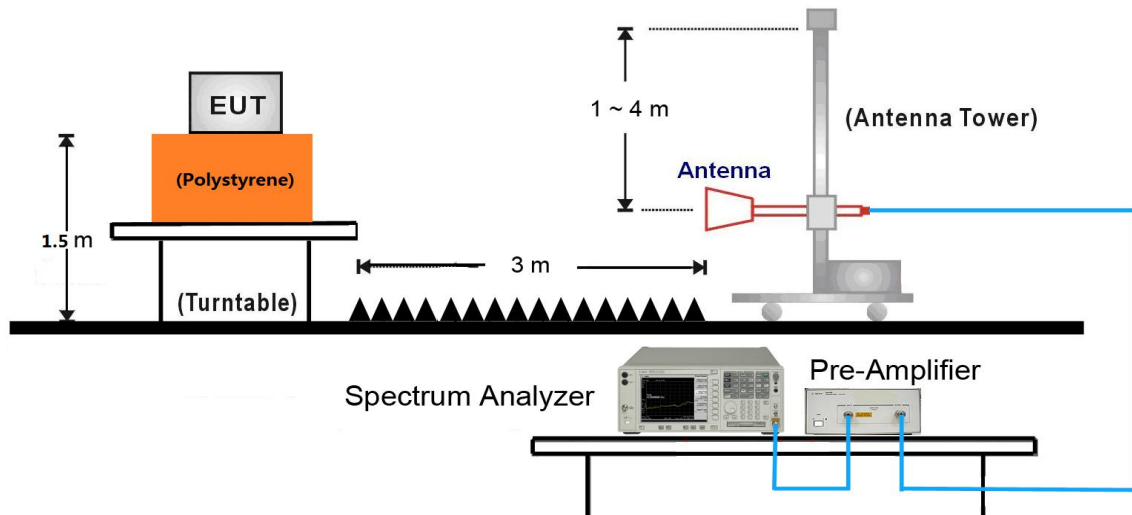 EUT
(Polystyrene)
1.5 m
(Turntable)
3 m
1 ~ 4 m
Antenna
(Antenna Tower)
Spectrum Analyzer
Pre-Amplifier